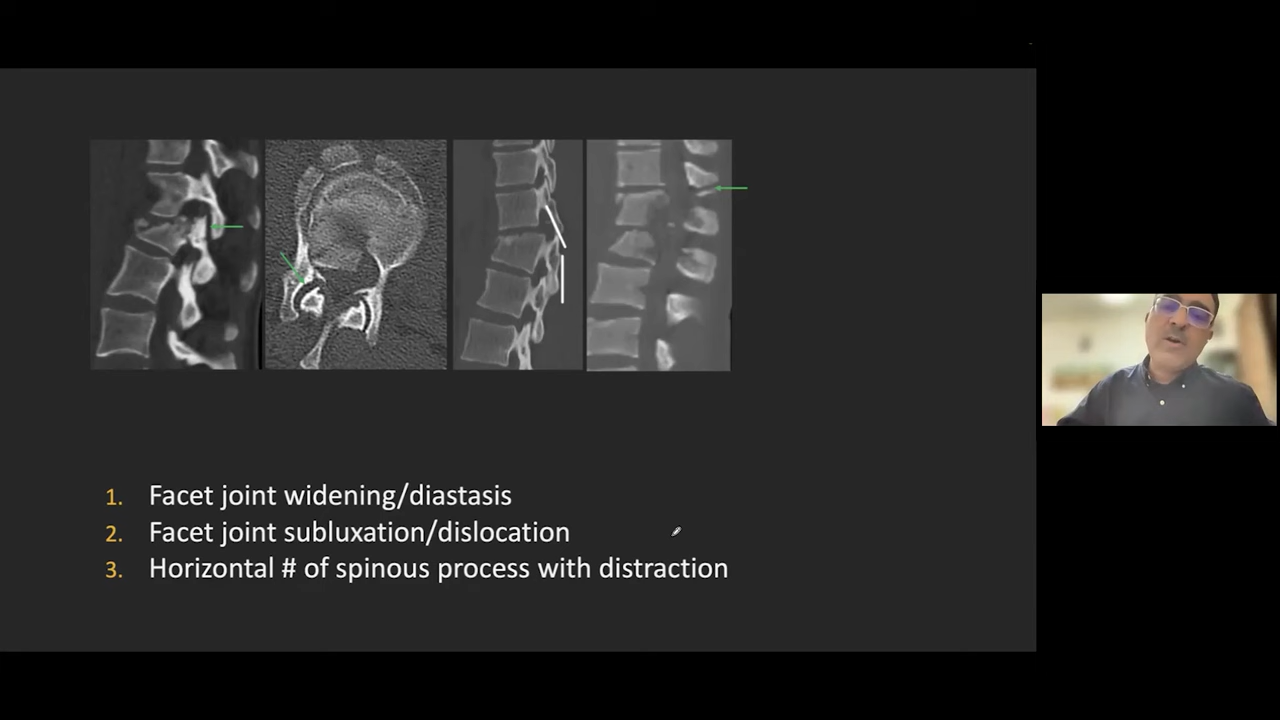 1. Facet joint widening/diastasis
2. Facet joint subluxation/dislocation
3. Horizontal # of spinous process with distraction